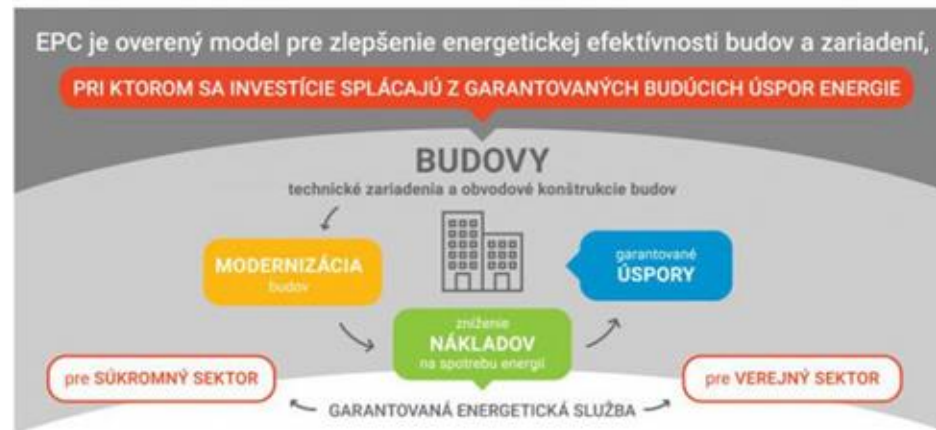 EPC je overený model pre zlepšenie energetickej efektívnosti budov a zariadení,
PRI KTOROM SA INVESTÍCIE SPLÁCAJÚ Z GARANTOVANÝCH BUDÚCICH ÚSPOR ENERGIE
BUDOVY
technické zariadenia a obvodové konštrukcie budov
MODERNIZÁCIA
budov
garantované
ÚSPORY
zníženie
NÁKLADOV
na spotrebu energií
pre SÚKROMNÝ SEKTOR
pre VEREJNÝ SEKTOR
GARANTOVANÁ ENERGETICKÁ SLUŽBA